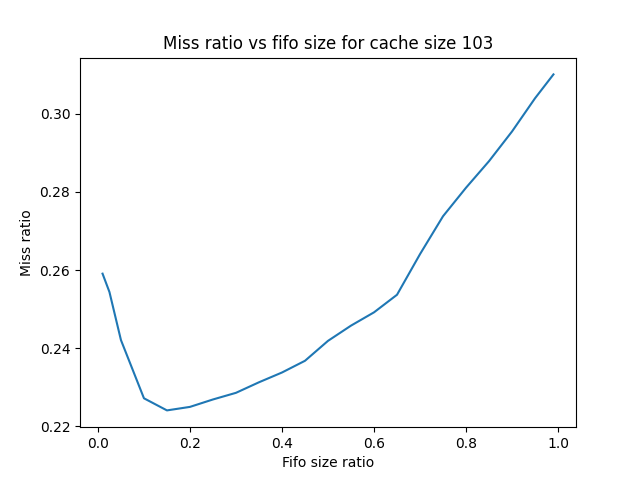 Miss ratio vs fifo size for cache size 103
0.30
0.28
0.26
0.24
0.22
Miss ratio
0.0 0.2 0.4 0.6 0.8 1.0
Fifo size ratio